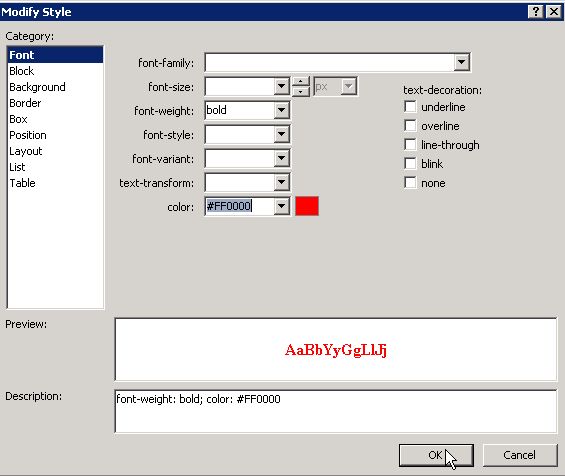 Modify Style
Category:
Font
Block
Background
Border
Box
Position
Layout
List
Table
font-family:
font-size: px
font-weight: bold
font-style:
font-variant:
text-transform:
color: #FF0000
text-decoration:
underline
overline
line-through
blink
none
Preview:
AaBbYyGgLlJj
Description:
font-weight: bold; color: #FF0000
OK Cancel